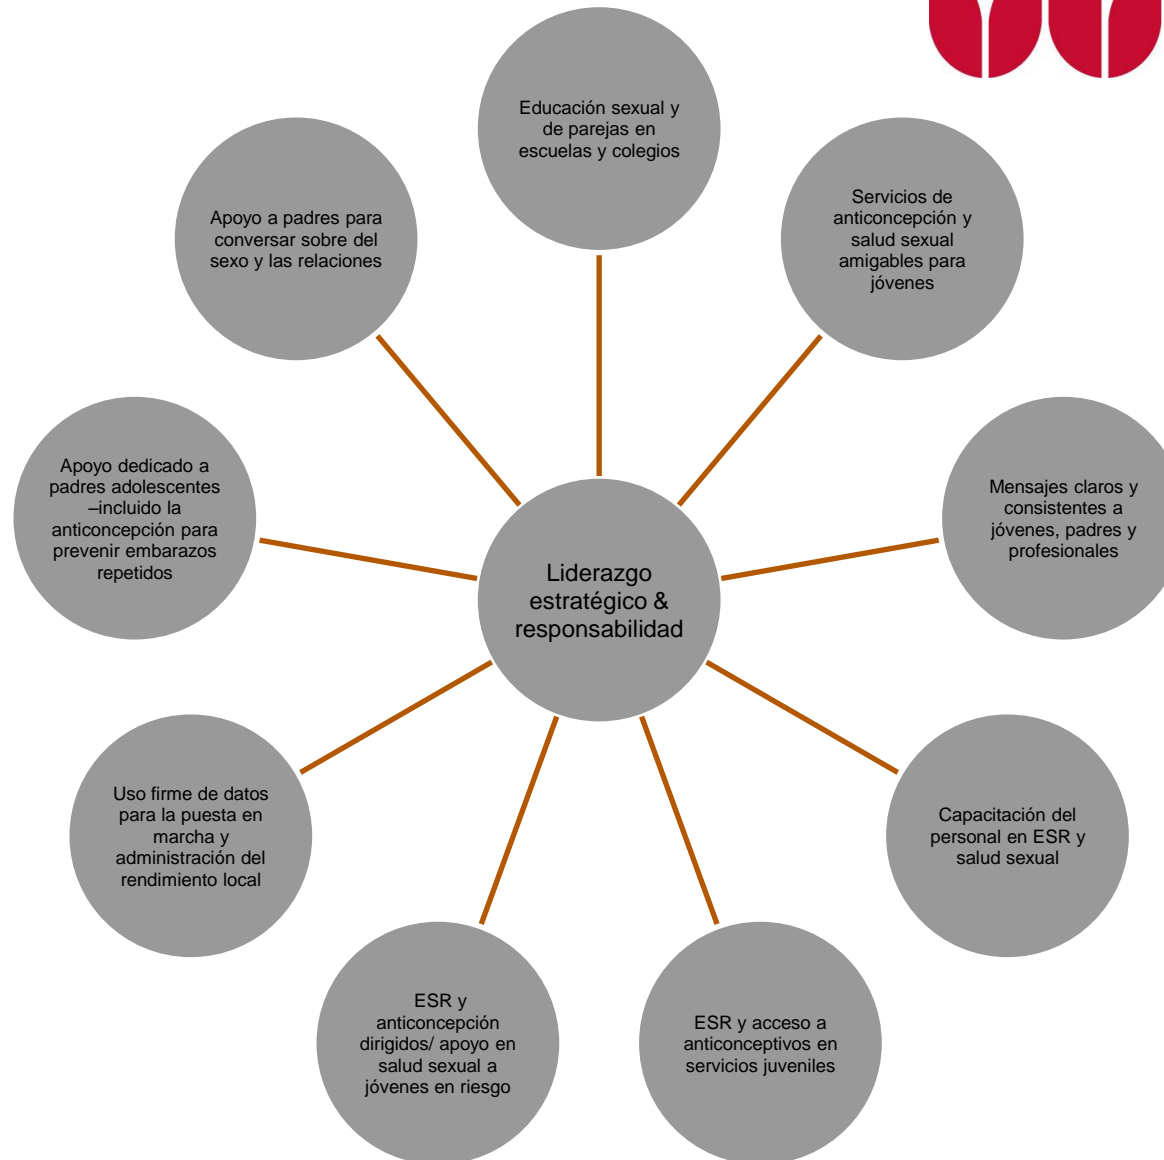 Educación sexual y
de parejas en
escuelas y colegios
Servicios de
anticoncepción y
salud sexual
amigables para
jóvenes
Mensajes claros y
consistentes a
jóvenes, padres y
profesionales
Capacitación del
personal en ESR y
salud sexual
ESR y acceso a
anticonceptivos en
servicios juveniles
ESR y
anticoncepción
dirigidos/ apoyo en
salud sexual a
jóvenes en riesgo
Uso firme de datos
para la puesta en
marcha y
administración del
rendimiento local
Apoyo dedicado a
padres adolescentes
–incluido la
anticoncepción para
prevenir embarazos
repetidos
Apoyo a padres para
conversar sobre del
sexo y las relaciones
Liderazgo
estratégico &
responsabilidad